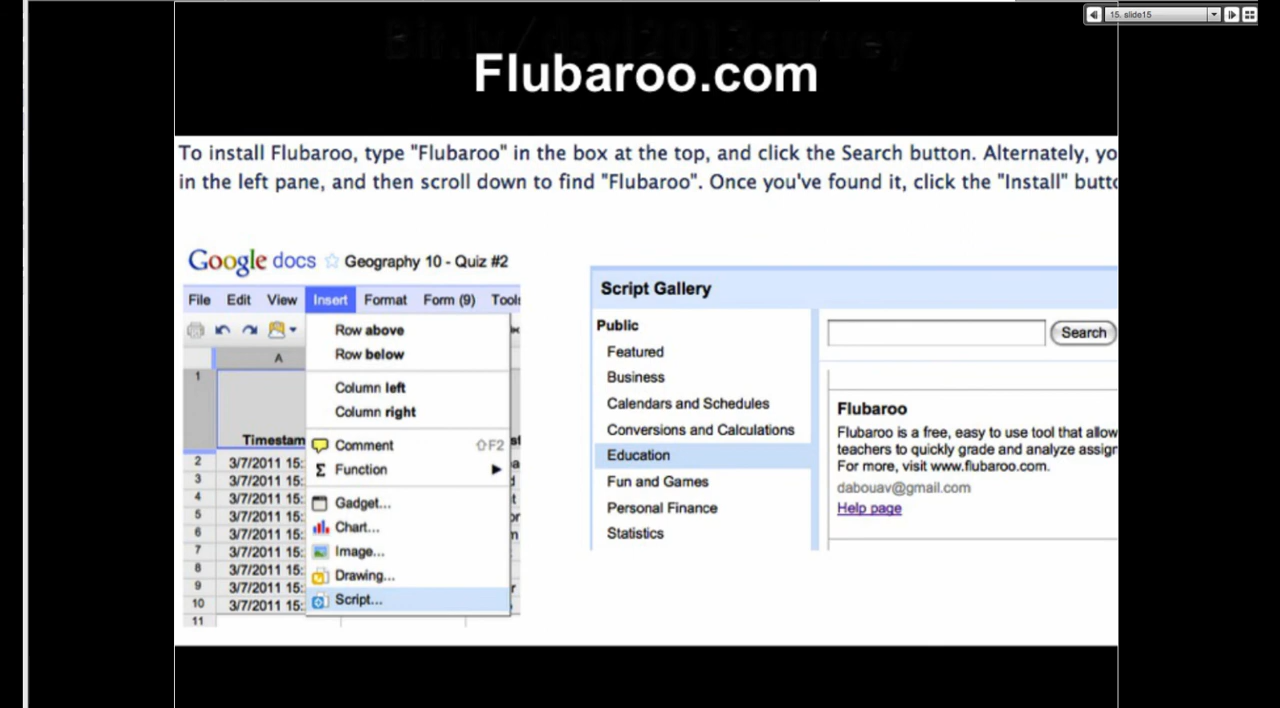 15. slide15
Flubaroo.com
To install Flubaroo, type "Flubaroo" in the box at the top, and click the Search button. Alternately, yo
in the left pane, and then scroll down to find "Flubaroo". Once you've found it, click the "Install" butto
Google docs Geography 10 - Quiz #2
File Edit View Insert Format Form (9) Tools
A
1
Timestam
2 3/7/2011 15:
3 3/7/2011 15:
4 3/7/2011 15:
5 3/7/2011 15:
6 3/7/2011 15:
7 3/7/2011 15:
8 3/7/2011 15:
9 3/7/2011 15:
10 3/7/2011 15:
11
Row above
Row below
Column left
Column right
Comment ⇧F2
Function
Gadget...
Chart...
Image...
Drawing...
Script...
Script Gallery
Public
Featured
Business
Calendars and Schedules
Conversions and Calculations
Education
Fun and Games
Personal Finance
Statistics
Search
Flubaroo
Flubaroo is a free, easy to use tool that allow
teachers to quickly grade and analyze assign
For more, visit www.flubaroo.com.
dabouav@gmail.com
Help page